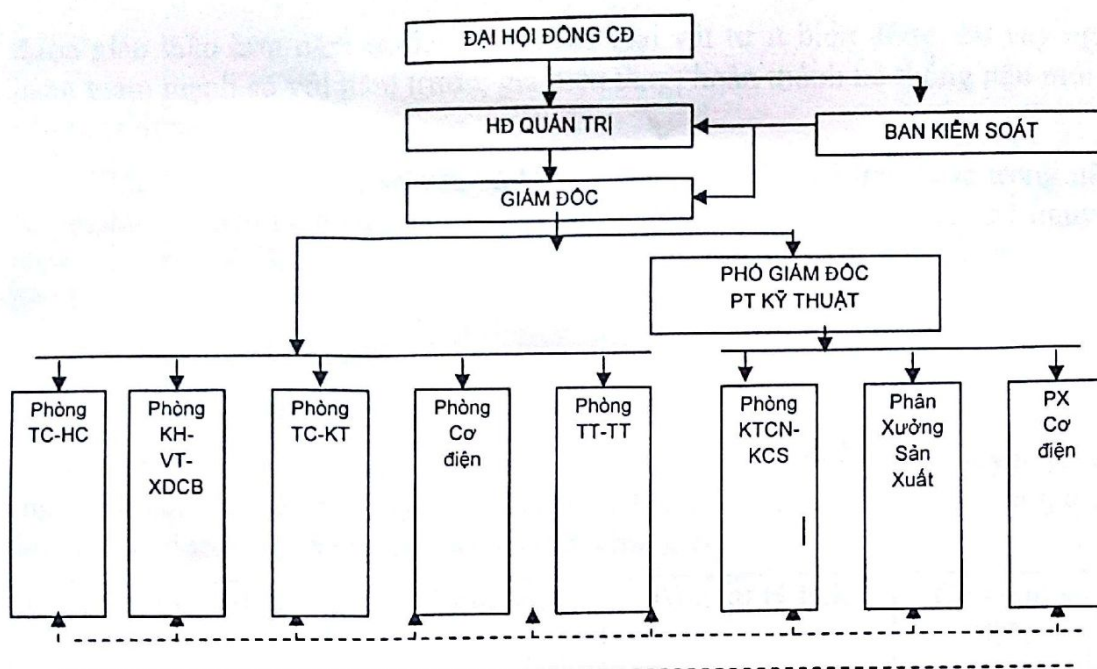 ĐẠI HỘI ĐỒNG CĐ
HĐ QUẢN TRỊ
BAN KIỂM SOÁT
GIÁM ĐỐC
PHÓ GIÁM ĐỐC
PT KỸ THUẬT
Phòng
TC-HC
Phòng
KH-
VT-
XDCB
Phòng
TC-KT
Phòng
Cơ
điện
Phòng
TT-TT
Phòng
KTCN-
KCS
Phân
Xưởng
Sản
Xuất
PX
Cơ
điện